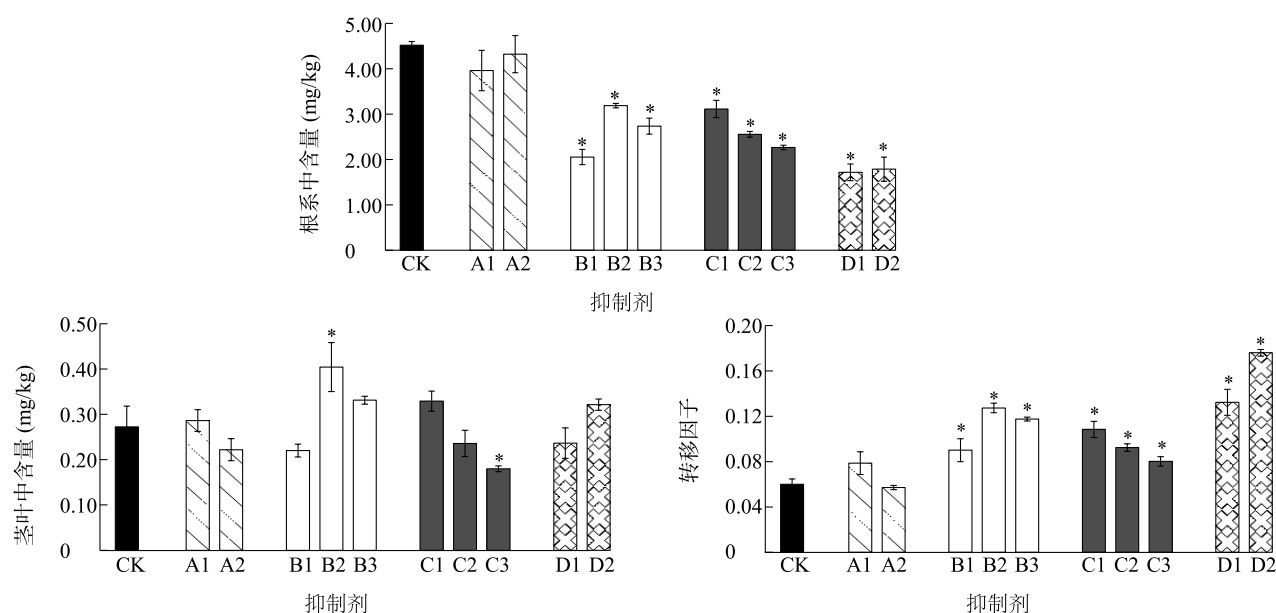 根系中含量 (mg/kg)
5.00
4.00
3.00
2.00
1.00
0
* * * * * * * *
CK A1 A2 B1 B2 B3 C1 C2 C3 D1 D2
抑制剂
茎叶中含量 (mg/kg)
0.50
0.40
0.30
0.20
0.10
0
* *
CK A1 A2 B1 B2 B3 C1 C2 C3 D1 D2
抑制剂
转移因子
0.20
0.16
0.12
0.08
0.04
0
* * * * * * * *
CK A1 A2 B1 B2 B3 C1 C2 C3 D1 D2
抑制剂